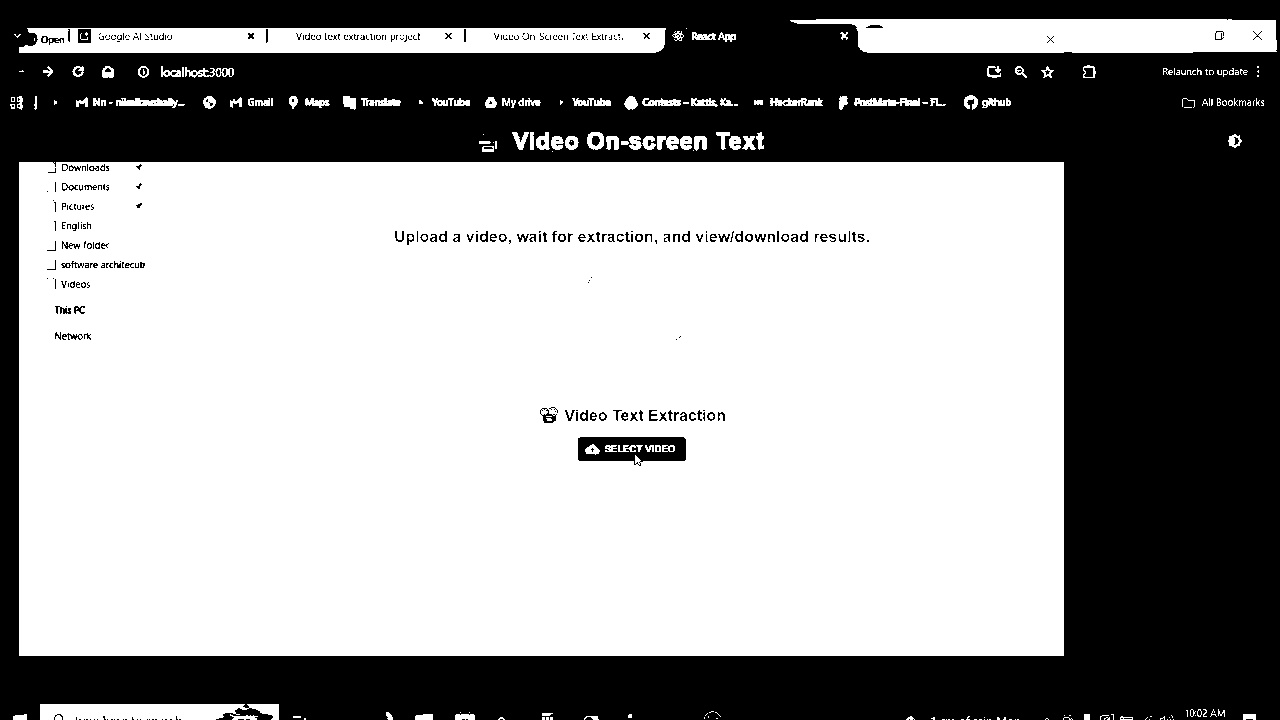 Open Google AI Studio Video text extraction project Video On-Screen Text Extract. React App
localhost:3000 Relaunch to update
Gmail Maps Translate YouTube My drive YouTube Contests – Kattis, Ka... HackerRank PostMate-Final – Fi... github All Bookmarks
Video On-screen Text
Downloads
Documents
Pictures
English
Upload a video, wait for extraction, and view/download results.
New folder
software architecub
Videos
This PC
Network
Video Text Extraction
SELECT VIDEO
10:02 AM